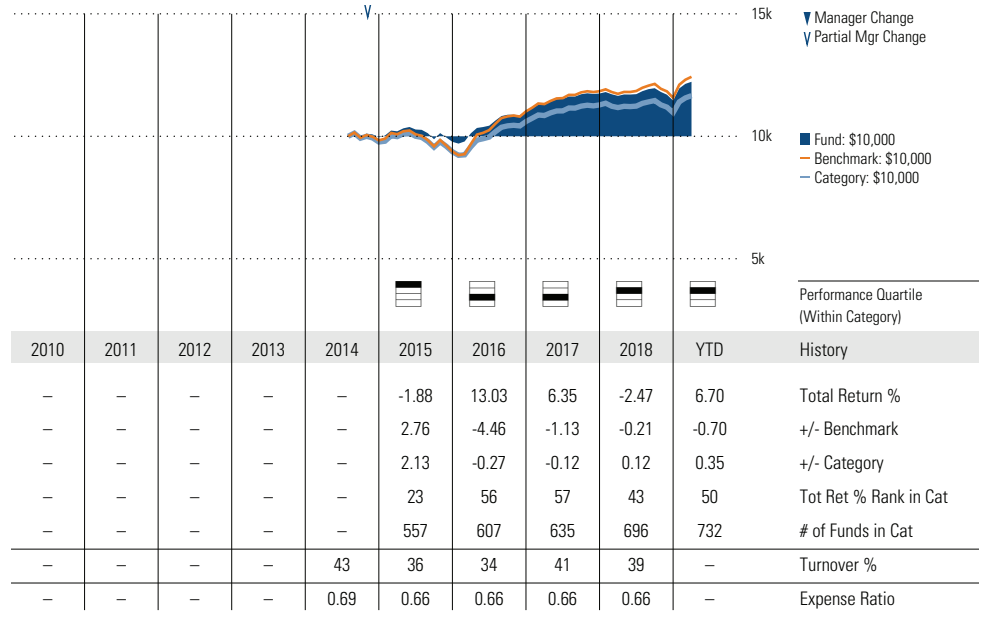 15k
Manager Change
Partial Mgr Change
10k
Fund: $10,000
Benchmark: $10,000
Category: $10,000
5k
Performance Quartile
(Within Category)
2010 2011 2012 2013 2014 2015 2016 2017 2018 YTD History
– – – – – -1.88 13.03 6.35 -2.47 6.70 Total Return %
– – – – – 2.76 -4.46 -1.13 -0.21 -0.70 +/- Benchmark
– – – – – 2.13 -0.27 -0.12 0.12 0.35 +/- Category
– – – – – 23 56 57 43 50 Tot Ret % Rank in Cat
– – – – – 557 607 635 696 732 # of Funds in Cat
– – – – 43 36 34 41 39 – Turnover %
– – – – 0.69 0.66 0.66 0.66 0.66 – Expense Ratio